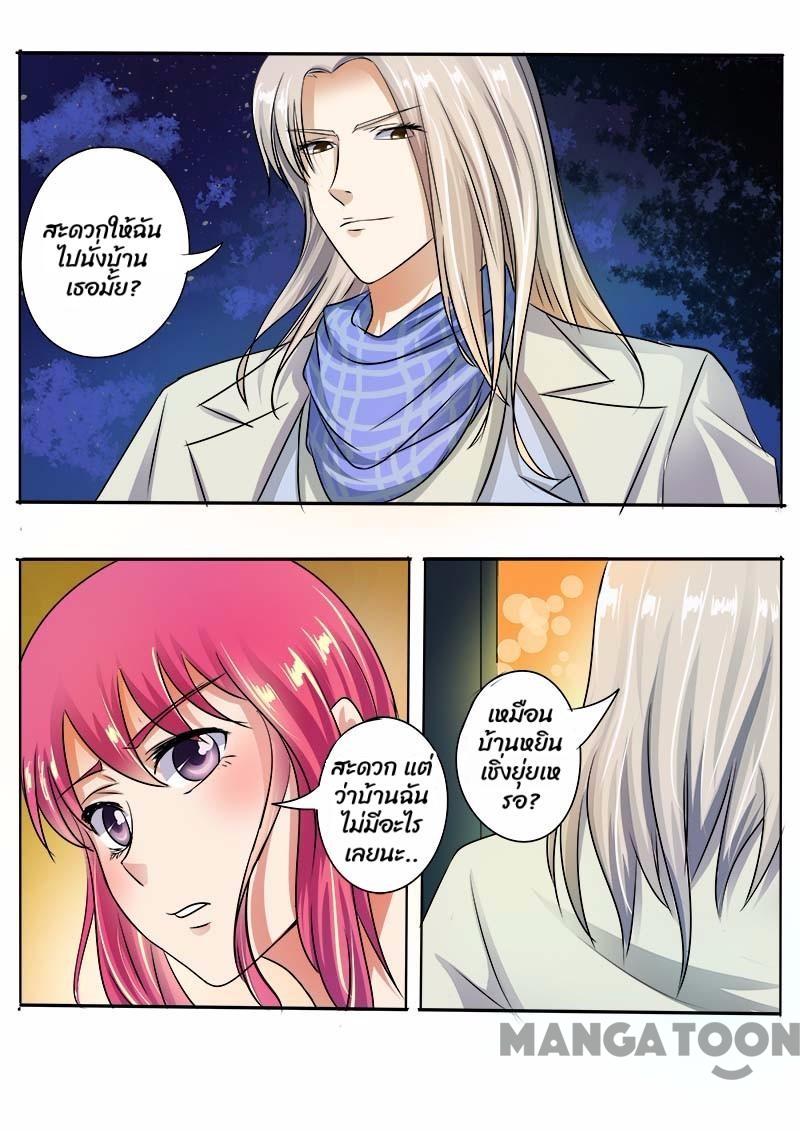 สะดวกให้ฉัน
ไปนั่งบ้าน
เธอมั้ย?
สะดวก แต่
ว่าบ้านฉัน
ไม่มีอะไร
เลยนะ..
เหมือน
บ้านหยิน
เชิ่งยุ่ยเห
รอ?
MANGATOON